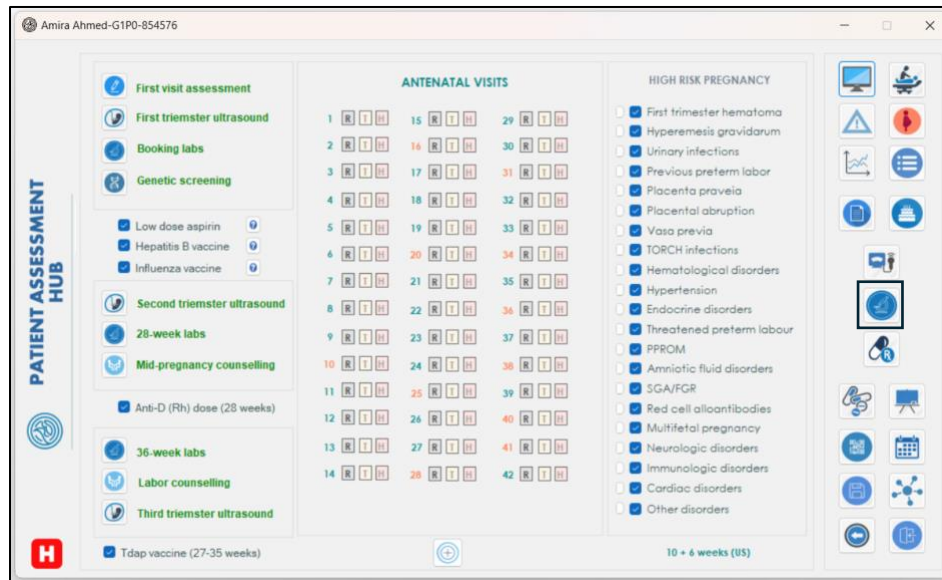 Amira Ahmed-G1P0-854576
PATIENT ASSESSMENT
HUB
First visit assessment
First triemster ultrasound
Booking labs
Genetic screening
Low dose aspirin
Hepatitis B vaccine
Influenza vaccine
Second triemster ultrasound
28-week labs
Mid-pregnancy counselling
Anti-D (Rh) dose (28 weeks)
36-week labs
Labor counselling
Third triemster ultrasound
Tdap vaccine (27-35 weeks)
H
ANTENATAL VISITS
1 R T H 15 R T H 29 R T H
2 R T H 16 R T H 30 R T H
3 R T H 17 R T H 31 R T H
4 R T H 18 R T H 32 R T H
5 R T H 19 R T H 33 R T H
6 R T H 20 R T H 34 R T H
7 R T H 21 R T H 35 R T H
8 R T H 22 R T H 36 R T H
9 R T H 23 R T H 37 R T H
10 R T H 24 R T H 38 R T H
11 R T H 25 R T H 39 R T H
12 R T H 26 R T H 40 R T H
13 R T H 27 R T H 41 R T H
14 R T H 28 R T H 42 R T H
HIGH RISK PREGNANCY
First trimester hematoma
Hyperemesis gravidarum
Urinary infections
Previous preterm labor
Placenta praveia
Placental abruption
Vasa previa
TORCH infections
Hematological disorders
Hypertension
Endocrine disorders
Threatened preterm labour
PPROM
Amniotic fluid disorders
SGA/FGR
Red cell alloantibodies
Multifetal pregnancy
Neurologic disorders
Immunologic disorders
Cardiac disorders
Other disorders
10 + 6 weeks (US)
R